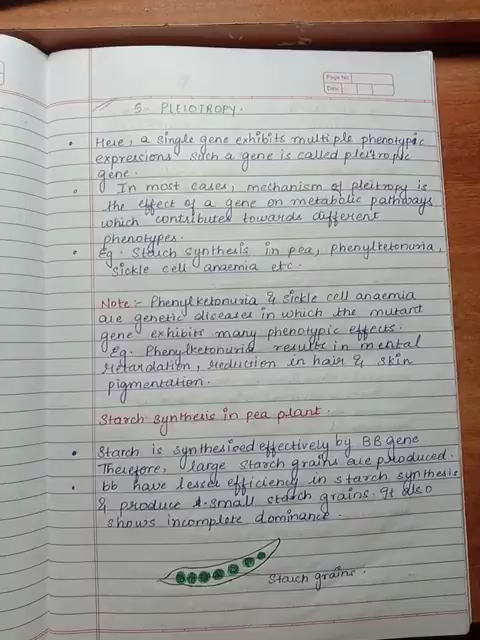 Page No.
Date
5. PLEIOTROPY.
• Here, a single gene exhibits multiple phenotypic
expressions such a gene is called pleitropic
gene.
• In most cases, mechanism of pleitropy is
the effect of a gene on metabolic pathways
which contributes towards different
phenotypes.
• Eg. Starch synthesis in pea, phenylketonuria,
sickle cell anaemia etc.
Note:- Phenylketonuria & sickle cell anaemia
are genetic diseases in which the mutant
gene exhibits many phenotypic effects.
Eg. Phenylketonuria results in mental
retardation, reduction in hair & skin
pigmentation.
Starch synthesis in pea plant.
• Starch is synthesised effectively by BB gene
Therefore, large starch grains are produced.
• bb have lesser efficiency in starch synthesis
& produce small starch grains. It also
shows incomplete dominance.
Starch grains.